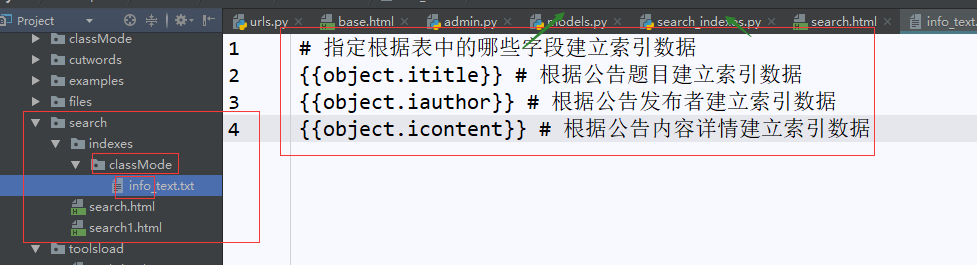 Project
urls.py
base.html
admin.py
models.py
search_indexes.py
search.html
info_text
classMode
cutwords
examples
files
search
indexes
classMode
info_text.txt
search.html
search1.html
toolsload
1 # 指定根据表中的哪些字段建立索引数据
2 {{object.ititle}} # 根据公告题目建立索引数据
3 {{object.iauthor}} # 根据公告发布者建立索引数据
4 {{object.icontent}} # 根据公告内容详情建立索引数据